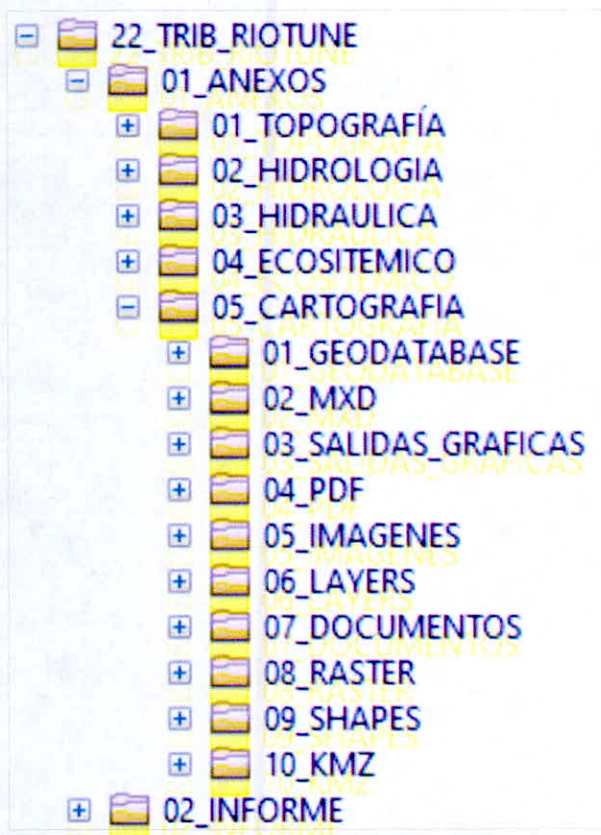 22_TRIB_RIOTUNE
01_ANEXOS
01_TOPOGRAFÍA
02_HIDROLOGIA
03_HIDRAULICA
04_ECOSITEMICO
05_CARTOGRAFIA
01_GEODATABASE
02_MXD
03_SALIDAS_GRAFICAS
04_PDF
05_IMAGENES
06_LAYERS
07_DOCUMENTOS
08_RASTER
09_SHAPES
10_KMZ
02_INFORME